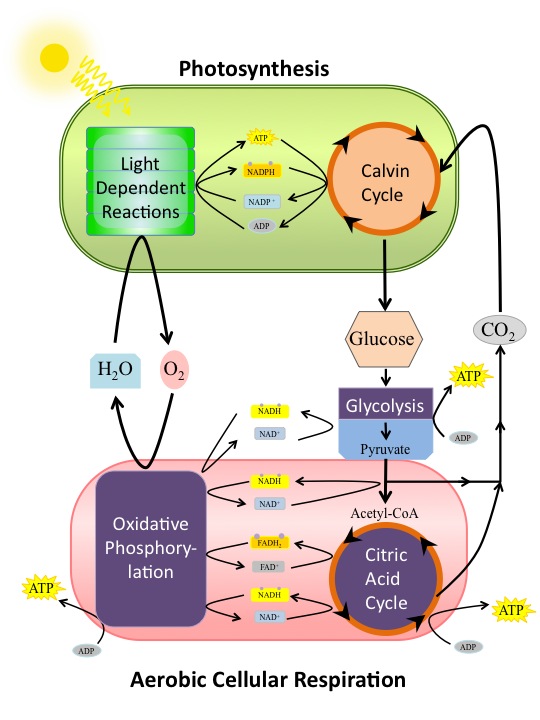 Photosynthesis
Light
Dependent
Reactions
ATP
NADPH
NADP⁺
ADP
Calvin
Cycle
H₂O
O₂
Glucose
CO₂
Glycolysis
Pyruvate
ATP
ADP
NADH
NAD⁺
NADH
NAD⁺
Acetyl-CoA
Oxidative
Phosphory-
lation
FADH₂
FAD⁺
NADH
NAD⁺
Citric
Acid
Cycle
ATP
ADP
ATP
ADP
Aerobic Cellular Respiration